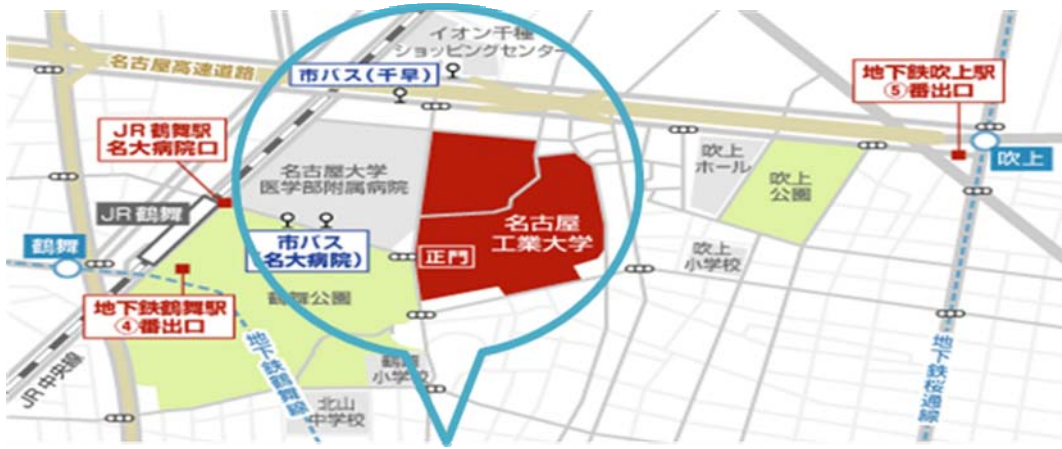 イオン千種
ショッピングセンター
名古屋高速道路
市バス(千早)
地下鉄吹上駅
⑤番出口
JR鶴舞駅
名大病院口
名古屋大学
医学部附属病院
吹上
ホール
吹上
公園
吹上
JR鶴舞
鶴舞
市バス
(名大病院)
正門
名古屋
工業大学
吹上
小学校
地下鉄鶴舞駅
④番出口
鶴舞公園
地下鉄鶴舞線
鶴舞
小学校
北山
中学校
JR中央線
地下鉄桜通線